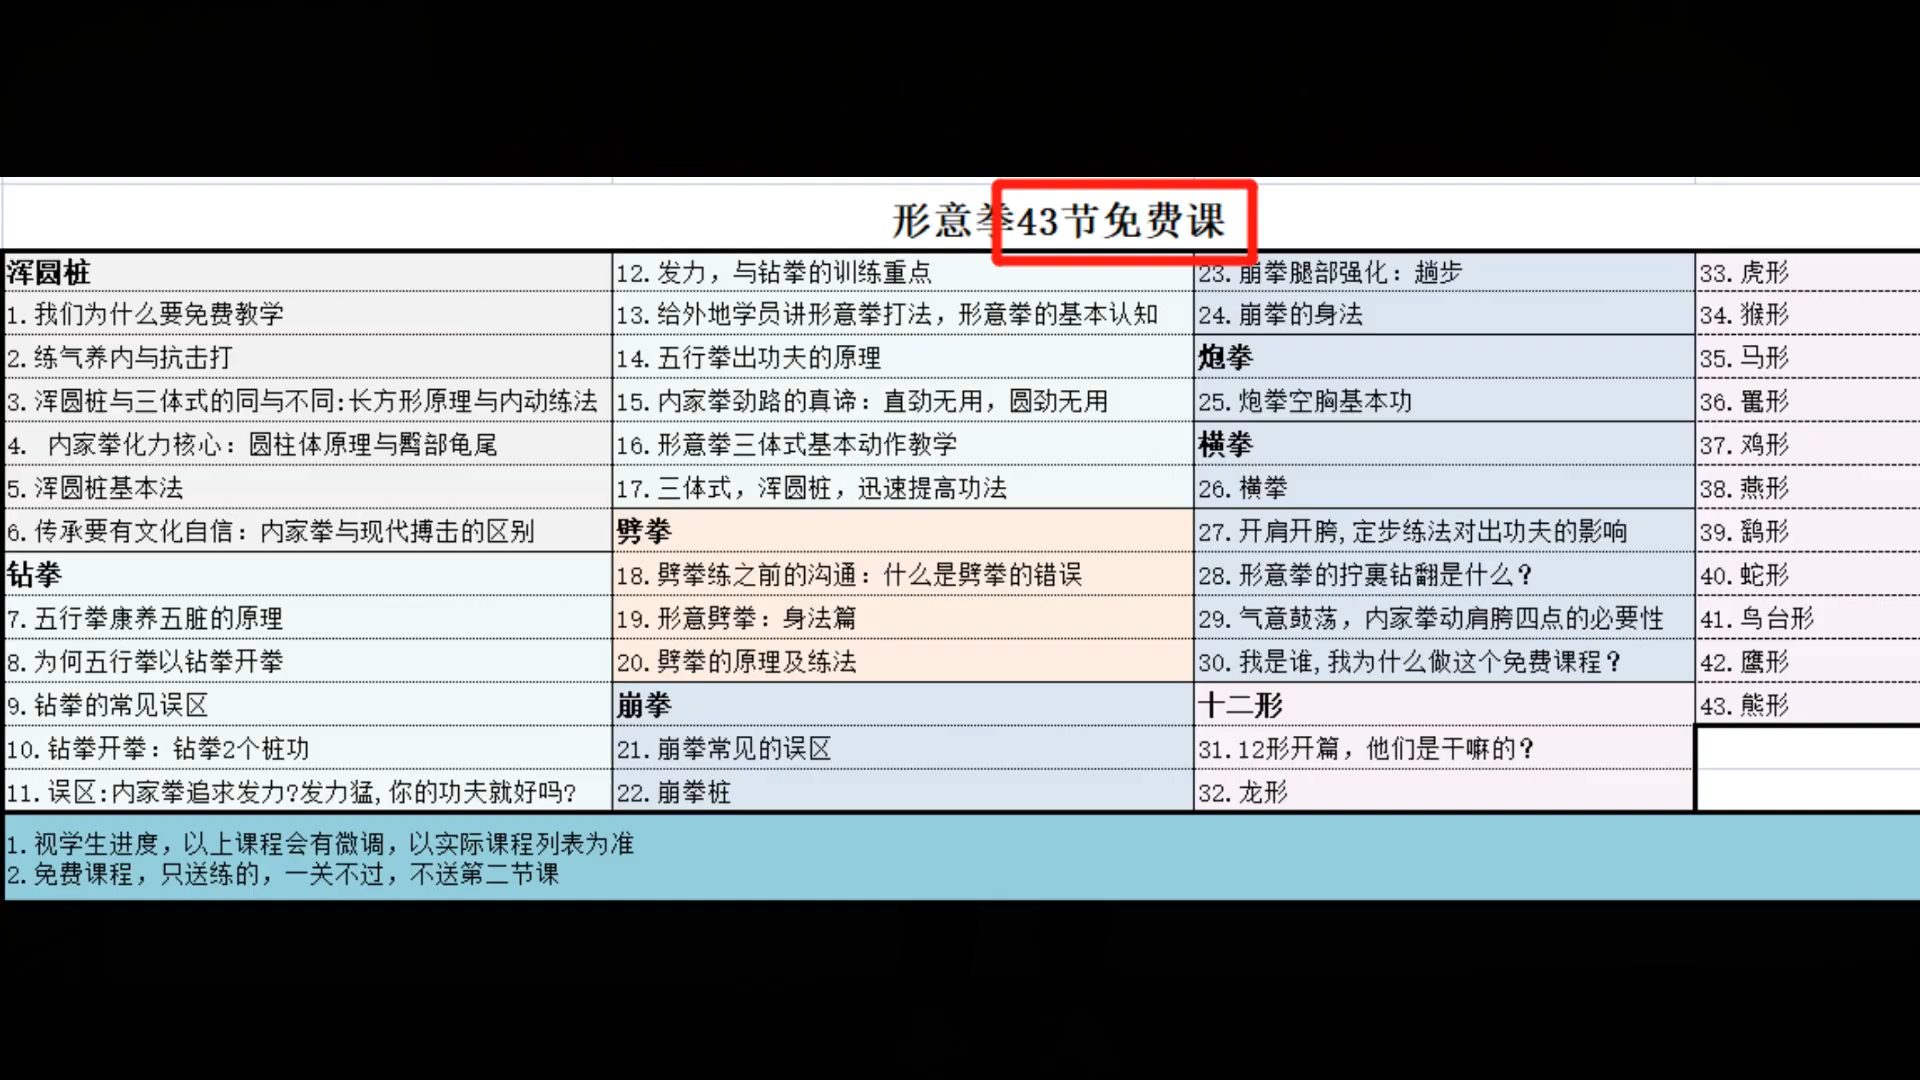 形意拳43节免费课
浑圆桩
1.我们为什么要免费教学
2.练气养内与抗击打
3.浑圆桩与三体式的同与不同:长方形原理与内动练法
4. 内家拳化力核心：圆柱体原理与臀部龟尾
5.浑圆桩基本法
6.传承要有文化自信：内家拳与现代搏击的区别
钻拳
7.五行拳康养五脏的原理
8.为何五行拳以钻拳开拳
9.钻拳的常见误区
10.钻拳开拳：钻拳2个桩功
11.误区:内家拳追求发力?发力猛,你的功夫就好吗?
12.发力，与钻拳的训练重点
13.给外地学员讲形意拳打法，形意拳的基本认知
14.五行拳出功夫的原理
15.内家拳劲路的真谛：直劲无用，圆劲无用
16.形意拳三体式基本动作教学
17.三体式，浑圆桩，迅速提高功法
劈拳
18.劈拳练之前的沟通：什么是劈拳的错误
19.形意劈拳：身法篇
20.劈拳的原理及练法
崩拳
21.崩拳常见的误区
22.崩拳桩
23.崩拳腿部强化：趟步
24.崩拳的身法
炮拳
25.炮拳空胸基本功
横拳
26.横拳
27.开肩开胯,定步练法对出功夫的影响
28.形意拳的拧裹钻翻是什么？
29.气意鼓荡，内家拳动肩胯四点的必要性
30.我是谁,我为什么做这个免费课程？
十二形
31.12形开篇，他们是干嘛的？
32.龙形
33.虎形
34.猴形
35.马形
36.鼍形
37.鸡形
38.燕形
39.鹞形
40.蛇形
41.鸟台形
42.鹰形
43.熊形
1.视学生进度，以上课程会有微调，以实际课程列表为准
2.免费课程，只送练的，一关不过，不送第二节课